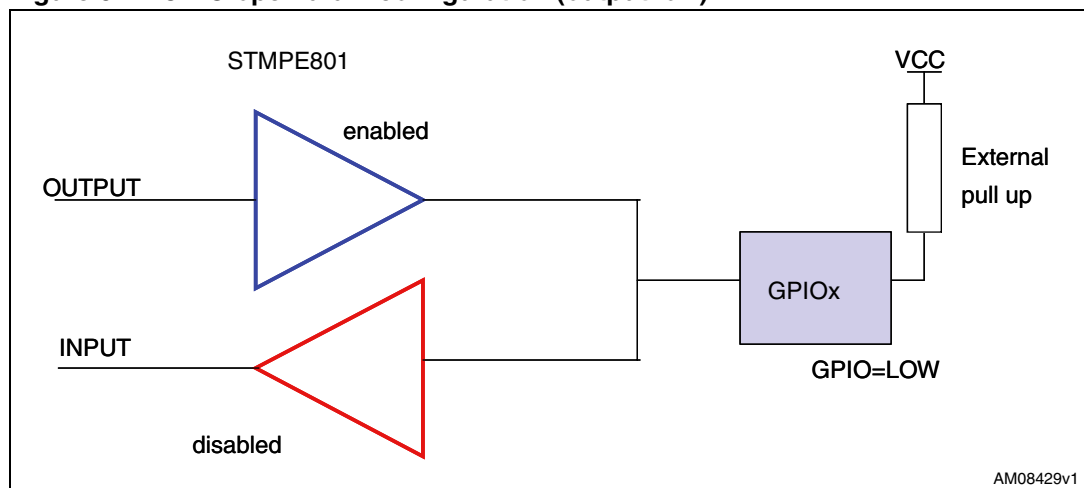 STMPE801
VCC
enabled
External
pull up
OUTPUT
GPIOx
INPUT
GPIO=LOW
disabled
AM08429v1